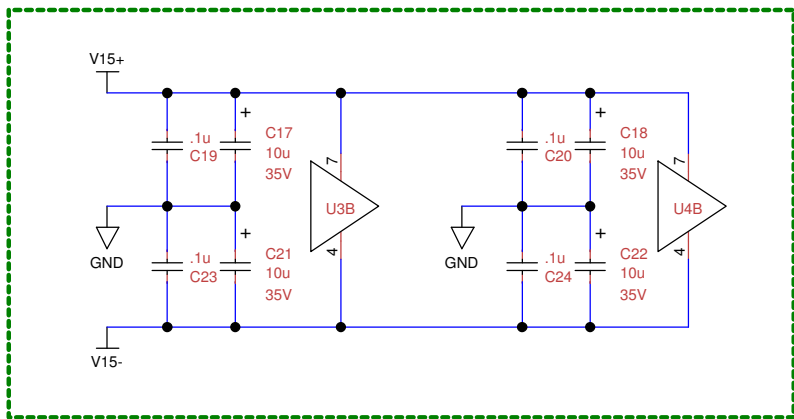 V15+
+
+
.1u
C19
C17
10u
35V
7
.1u
C20
C18
10u
35V
7
U3B
U4B
GND
+
GND
+
.1u
C23
C21
10u
35V
4
.1u
C24
C22
10u
35V
4
V15-